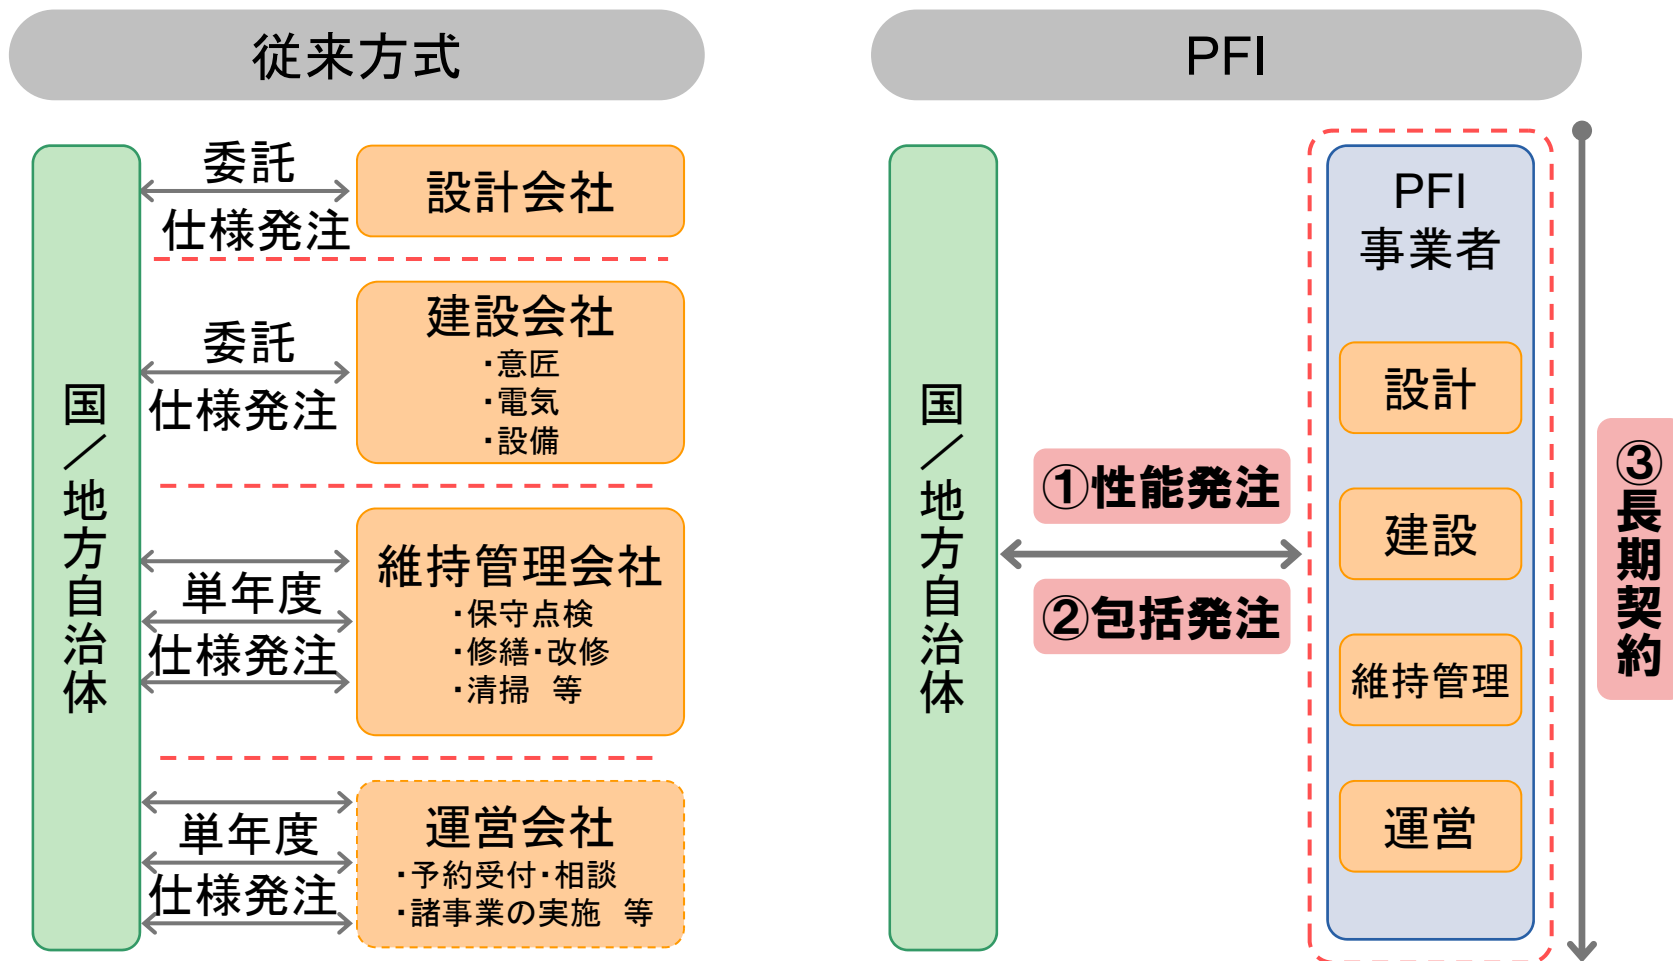 従来方式
国／地方自治体
委託
仕様発注
設計会社
委託
仕様発注
建設会社
・意匠
・電気
・設備
単年度
仕様発注
維持管理会社
・保守点検
・修繕・改修
・清掃　等
単年度
仕様発注
運営会社
・予約受付・相談
・諸事業の実施　等
PFI
国／地方自治体
①性能発注
②包括発注
PFI
事業者
設計
建設
維持管理
運営
③長期契約